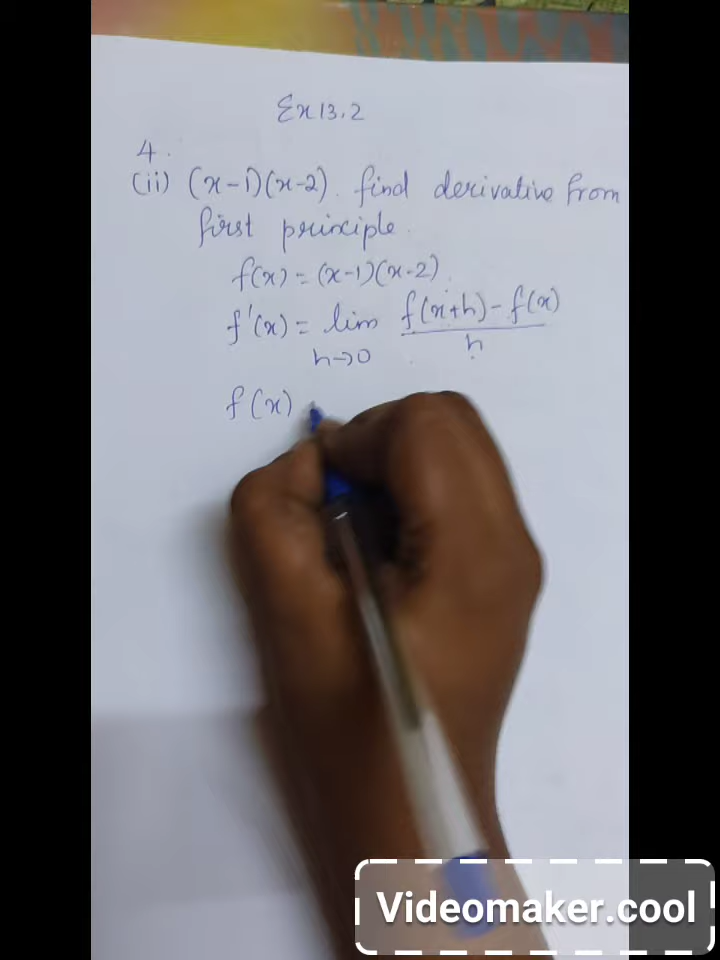 Ex 13.2
4.
(ii) (x-1)(x-2). find derivative from
first principle.
f(x) = (x-1)(x-2).
f'(x) = lim f(x+h) - f(x)
h→0 h
f(x)
Videomaker.cool